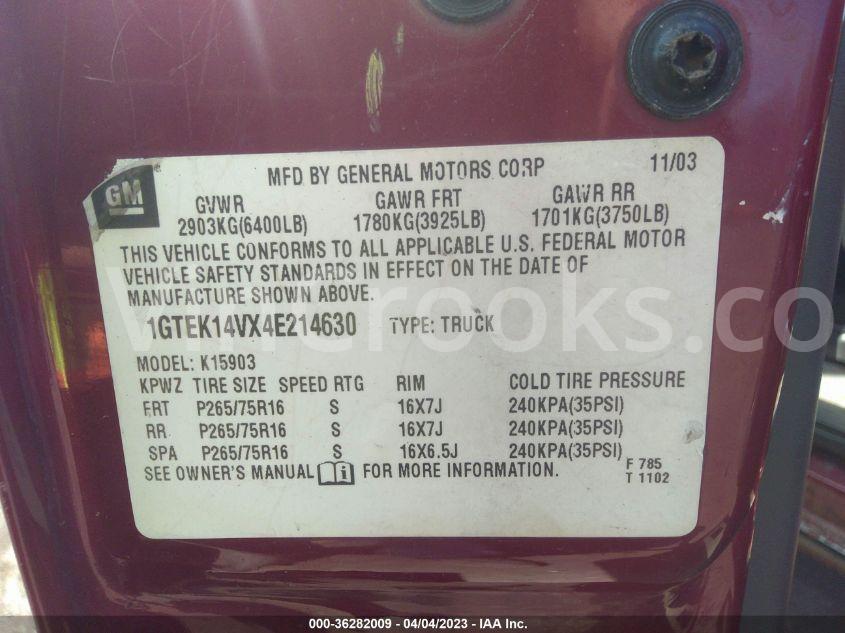 GM
MFD BY GENERAL MOTORS CORP 11/03
GVWR GAWR FRT GAWR RR
2903KG(6400LB) 1780KG(3925LB) 1701KG(3750LB)
THIS VEHICLE CONFORMS TO ALL APPLICABLE U.S. FEDERAL MOTOR
VEHICLE SAFETY STANDARDS IN EFFECT ON THE DATE OF
MANUFACTURE SHOWN ABOVE.
1GTEK14VX4E214630 TYPE: TRUCK
MODEL: K15903
KPWZ TIRE SIZE SPEED RTG RIM COLD TIRE PRESSURE
FRT P265/75R16 S 16X7J 240KPA(35PSI)
RR P265/75R16 S 16X7J 240KPA(35PSI)
SPA P265/75R16 S 16X6.5J 240KPA(35PSI)
SEE OWNER'S MANUAL i FOR MORE INFORMATION.
F 785
T 1102
VinCrooks.com
000-36282009 - 04/04/2023 - IAA Inc.